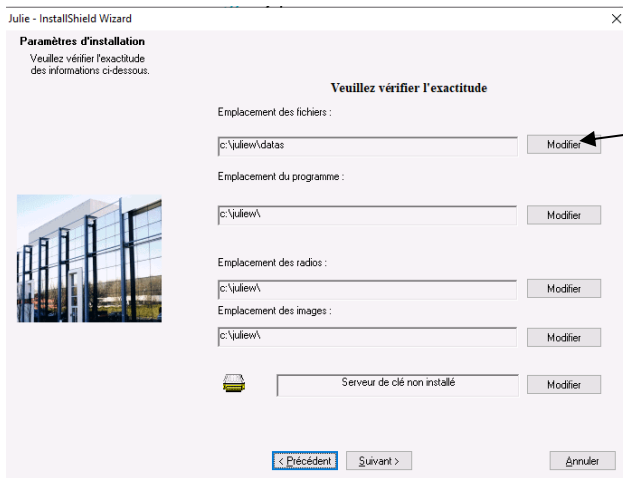 Julie - InstallShield Wizard
Paramètres d'installation
Veuillez vérifier l'exactitude
des informations ci-dessous.
Veuillez vérifier l'exactitude
Emplacement des fichiers :
c:\juliew\datas
Modifier
Emplacement du programme :
c:\juliew\
Modifier
Emplacement des radios :
c:\juliew\
Modifier
Emplacement des images :
c:\juliew\
Modifier
Serveur de clé non installé
Modifier
< Précédent
Suivant >
Annuler